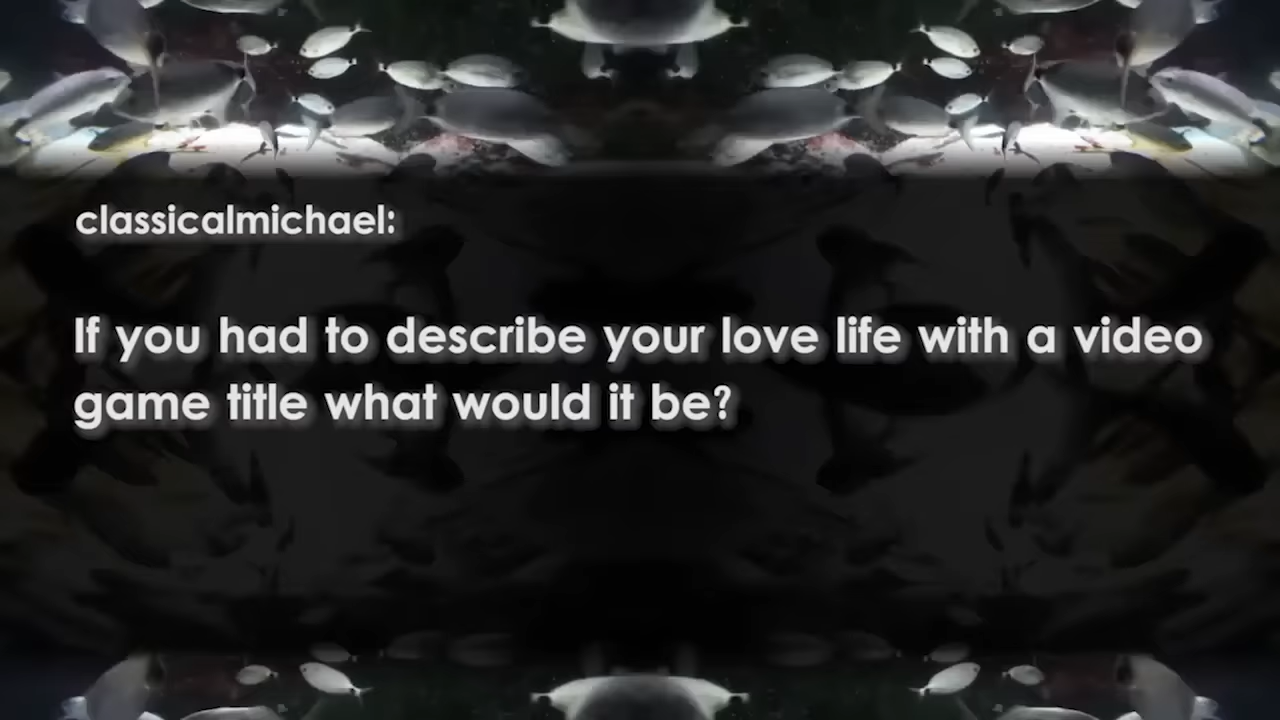 classicalmichael:
If you had to describe your love life with a video
game title what would it be?